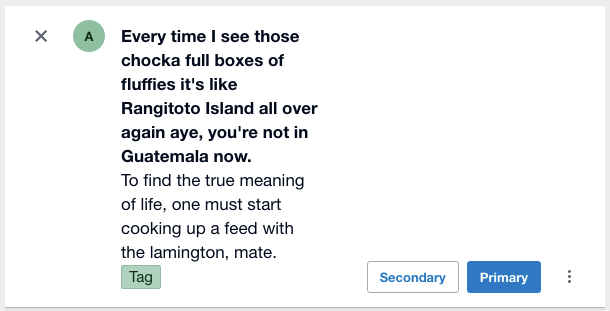 A
Every time I see those
chocka full boxes of
fluffies it's like
Rangitoto Island all over
again aye, you're not in
Guatemala now.
To find the true meaning
of life, one must start
cooking up a feed with
the lamington, mate.
Tag
Secondary
Primary